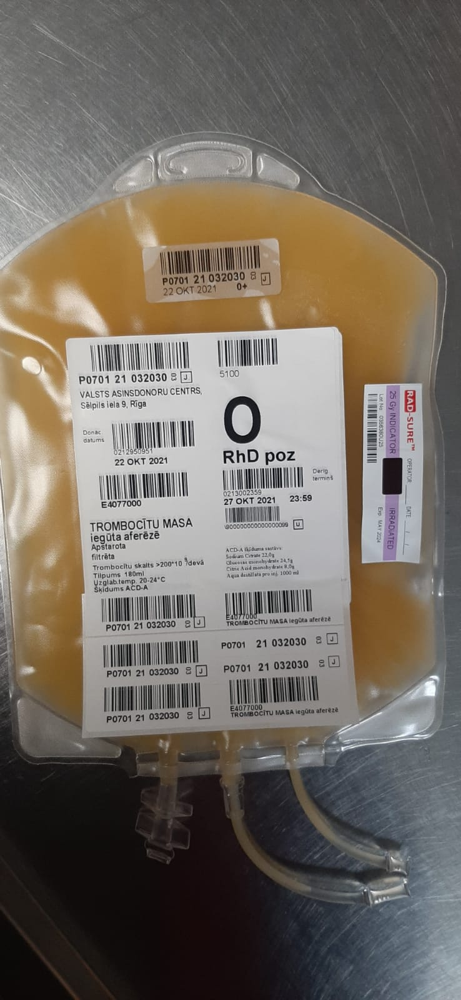 P0701 21 032030 03 J
22 OKT 2021 0+
P0701 21 032030 03 J
VALSTS ASINSDONORU CENTRS,
Sēlpils iela 9, Rīga
5100
O
RhD poz
Donāc
datums
0212950951
22 OKT 2021
E4077000
Derīg
termiņš
0213002359
27 OKT 2021 23:59
TROMBOCĪTU MASA
iegūta aferēzē
Apstarota
filtrēta
Trombocītu skaits >200*10 9/devā
Tilpums 180ml
Uzglab.temp. 20-24°C
Šķīdums ACD-A
ACD-A šķīduma sastāvs:
Sodium Citrate 22,0g
Glucosae monohydrate 24,5g
Citric Acid monohydrate 8,0g
Aqua destillata pro inj. 1000 ml
P0701 21 032030 03 J
E4077000
TROMBOCĪTU MASA iegūta aferēzē
P0701 21 032030 03 J
P0701 21 032030 03 J
P0701 21 032030 03 J
P0701 21 032030 03 J
E4077000
TROMBOCĪTU MASA iegūta aferēzē
RAD-SURE™
25 Gy INDICATOR IRRADIATED
OPERATOR DATE
Lot No
Exp. MAY 2024